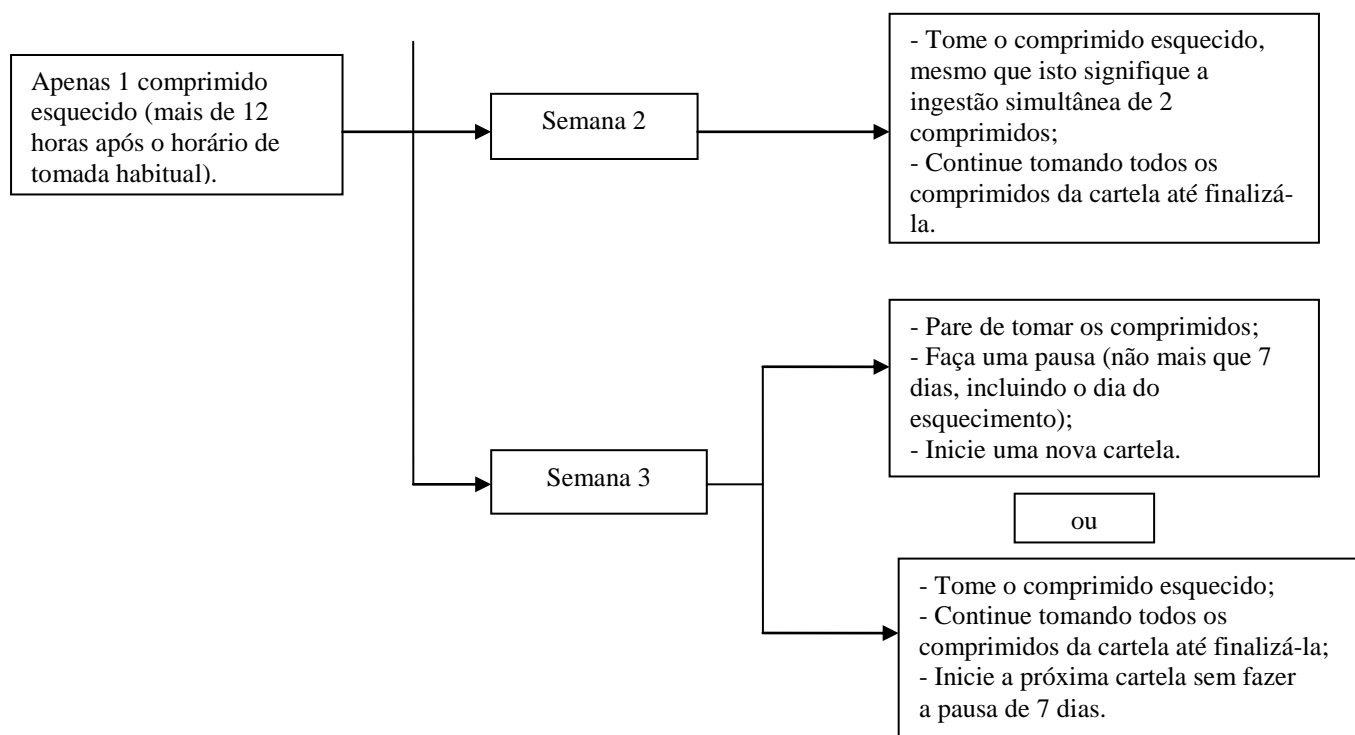 Apenas 1 comprimido
esquecido (mais de 12
horas após o horário de
tomada habitual).
Semana 2
- Tome o comprimido esquecido,
mesmo que isto signifique a
ingestão simultânea de 2
comprimidos;
- Continue tomando todos os
comprimidos da cartela até finalizá-
la.
Semana 3
- Pare de tomar os comprimidos;
- Faça uma pausa (não mais que 7
dias, incluindo o dia do
esquecimento);
- Inicie uma nova cartela.
ou
- Tome o comprimido esquecido;
- Continue tomando todos os
comprimidos da cartela até finalizá-la;
- Inicie a próxima cartela sem fazer
a pausa de 7 dias.